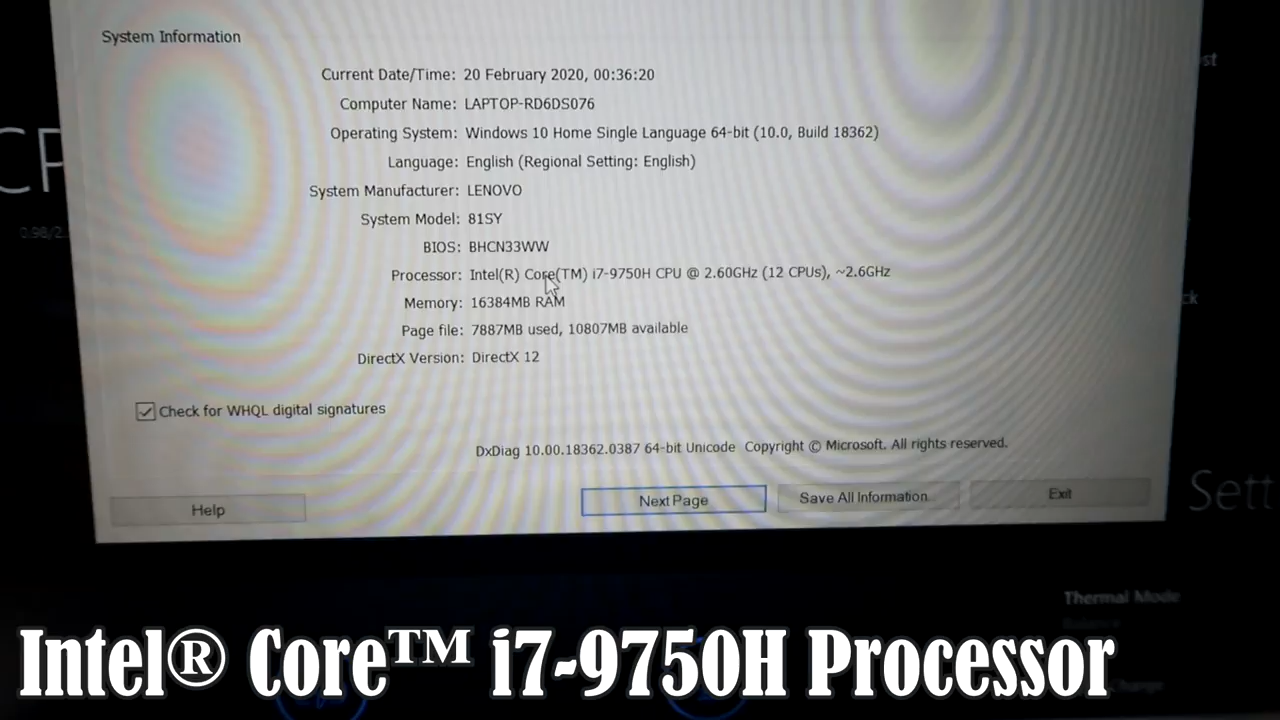 System Information
Current Date/Time: 20 February 2020, 00:36:20
Computer Name: LAPTOP-RD6DS076
Operating System: Windows 10 Home Single Language 64-bit (10.0, Build 18362)
Language: English (Regional Setting: English)
System Manufacturer: LENOVO
System Model: 81SY
BIOS: BHCN33WW
Processor: Intel(R) Core(TM) i7-9750H CPU @ 2.60GHz (12 CPUs), ~2.6GHz
Memory: 16384MB RAM
Page file: 7887MB used, 10807MB available
DirectX Version: DirectX 12
Check for WHQL digital signatures
DxDiag 10.00.18362.0387 64-bit Unicode Copyright © Microsoft. All rights reserved.
Help Next Page Save All Information Exit
Thermal Mode
Intel® Core™ i7-9750H Processor